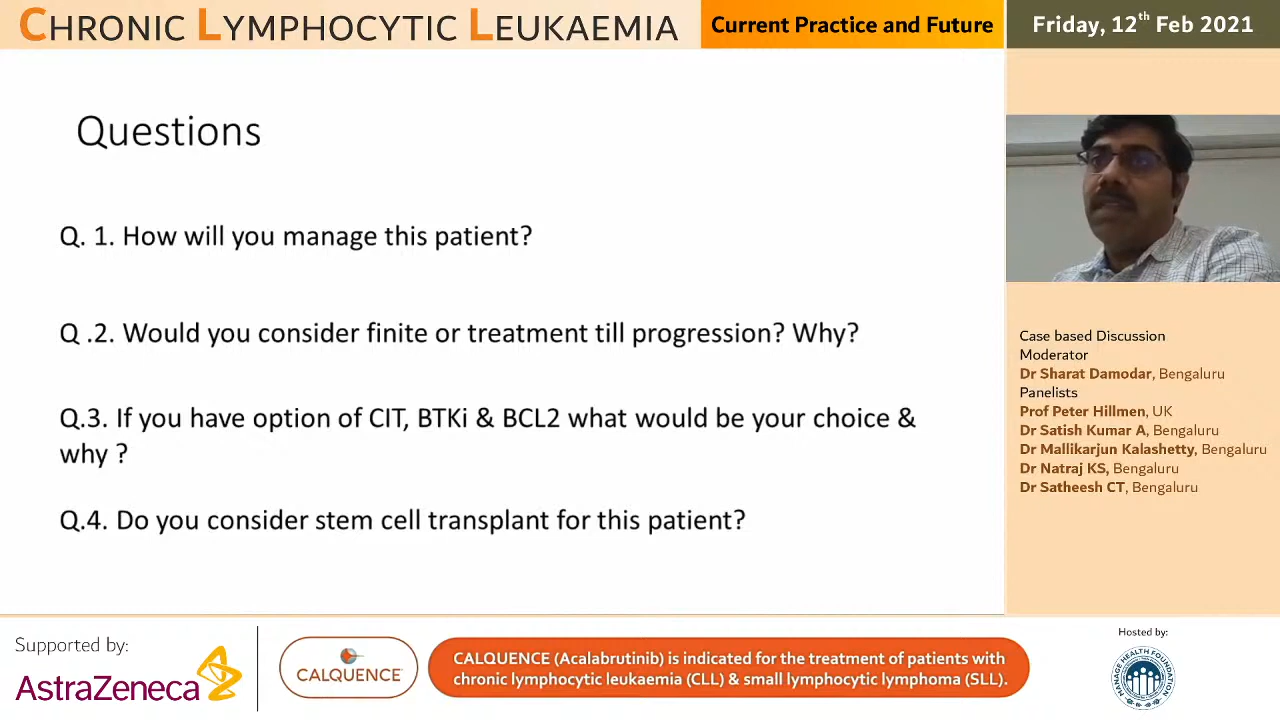 CHRONIC LYMPHOCYTIC LEUKAEMIA
Current Practice and Future
Friday, 12th Feb 2021
Questions
Q. 1. How will you manage this patient?
Q .2. Would you consider finite or treatment till progression? Why?
Q.3. If you have option of CIT, BTKi & BCL2 what would be your choice &
why ?
Q.4. Do you consider stem cell transplant for this patient?
Case based Discussion
Moderator
Dr Sharat Damodar, Bengaluru
Panelists
Prof Peter Hillmen, UK
Dr Satish Kumar A, Bengaluru
Dr Mallikarjun Kalashetty, Bengaluru
Dr Natraj KS, Bengaluru
Dr Satheesh CT, Bengaluru
Supported by:
AstraZeneca
CALQUENCE
CALQUENCE (Acalabrutinib) is indicated for the treatment of patients with
chronic lymphocytic leukaemia (CLL) & small lymphocytic lymphoma (SLL).
Hosted by:
MANAGE HEALTH FOUNDATION